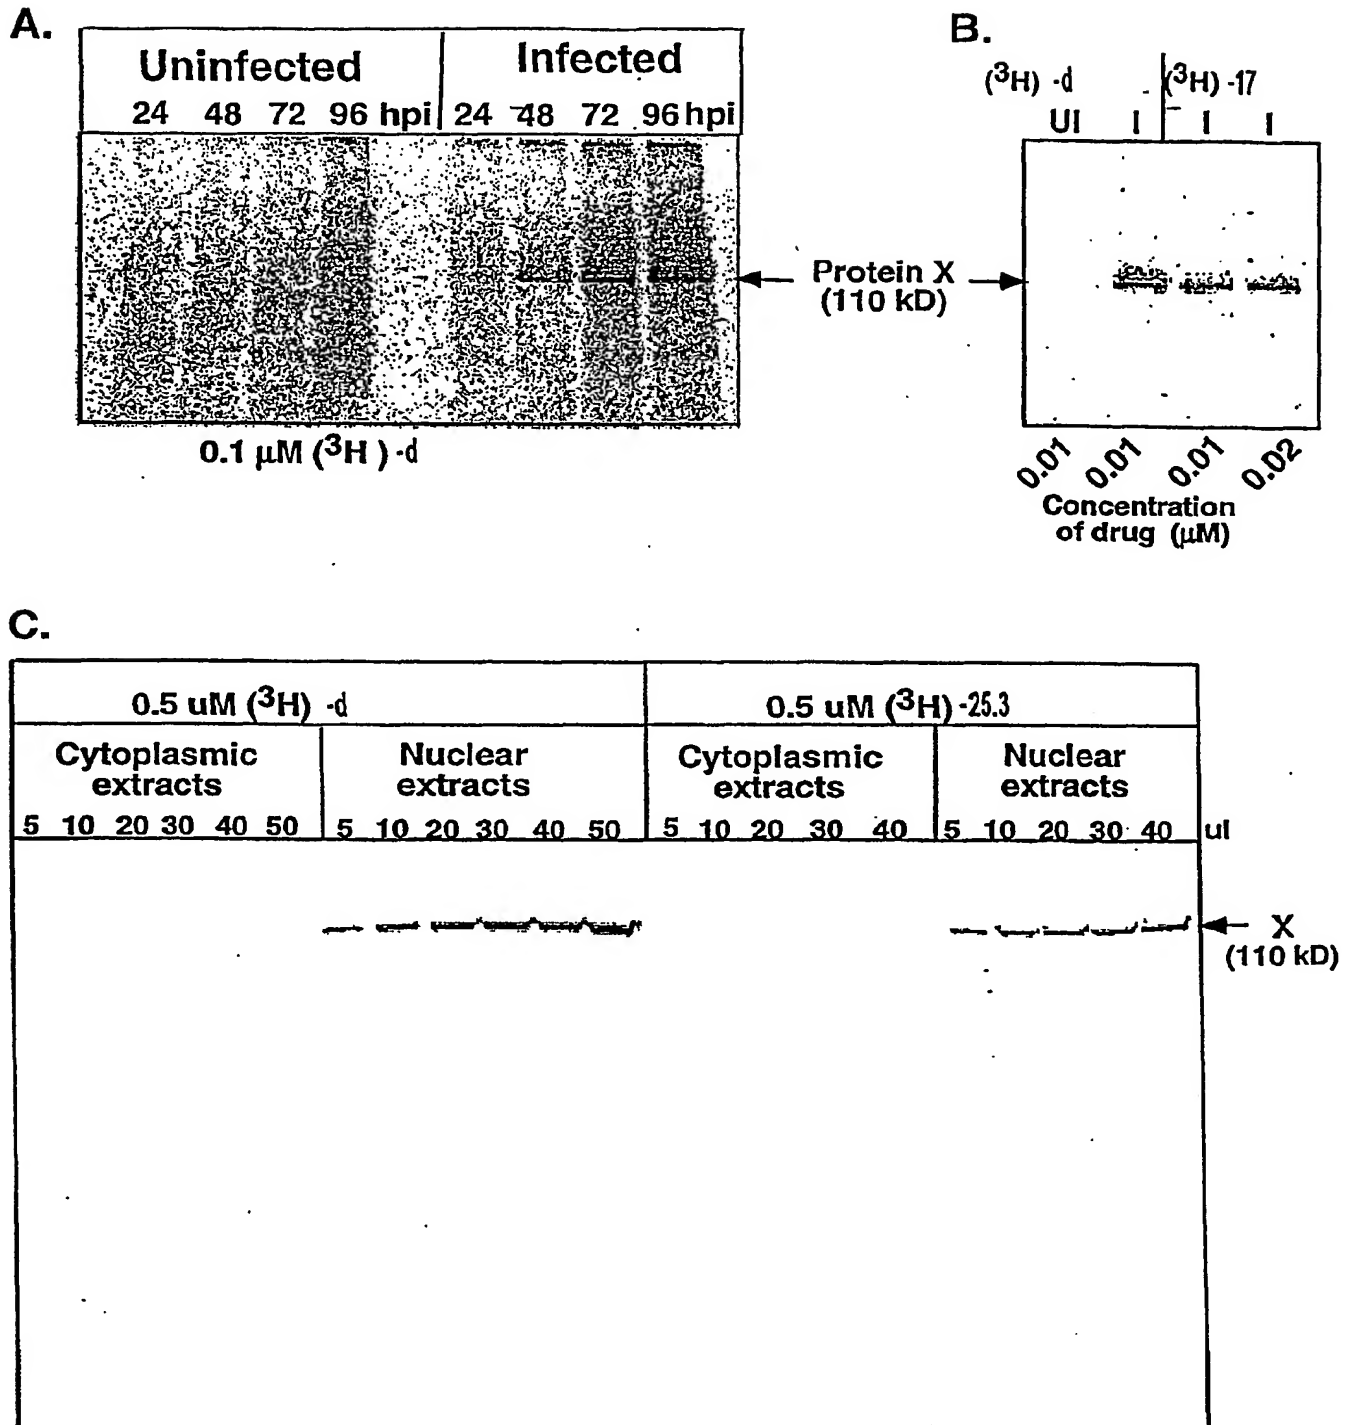 A.
Uninfected
Infected
24 48 72 96 hpi
24 48 72 96 hpi
0.1 µM (³H) -d
Protein X
(110 kD)
B.
(³H) -d
(³H) -17
UI I I I
0.01 0.01 0.01 0.02
Concentration
of drug (µM)
C.
0.5 uM (³H) -d
0.5 uM (³H) -25.3
Cytoplasmic
extracts
Nuclear
extracts
Cytoplasmic
extracts
Nuclear
extracts
5 10 20 30 40 50
5 10 20 30 40 50
5 10 20 30 40
5 10 20 30 40
ul
X
(110 kD)